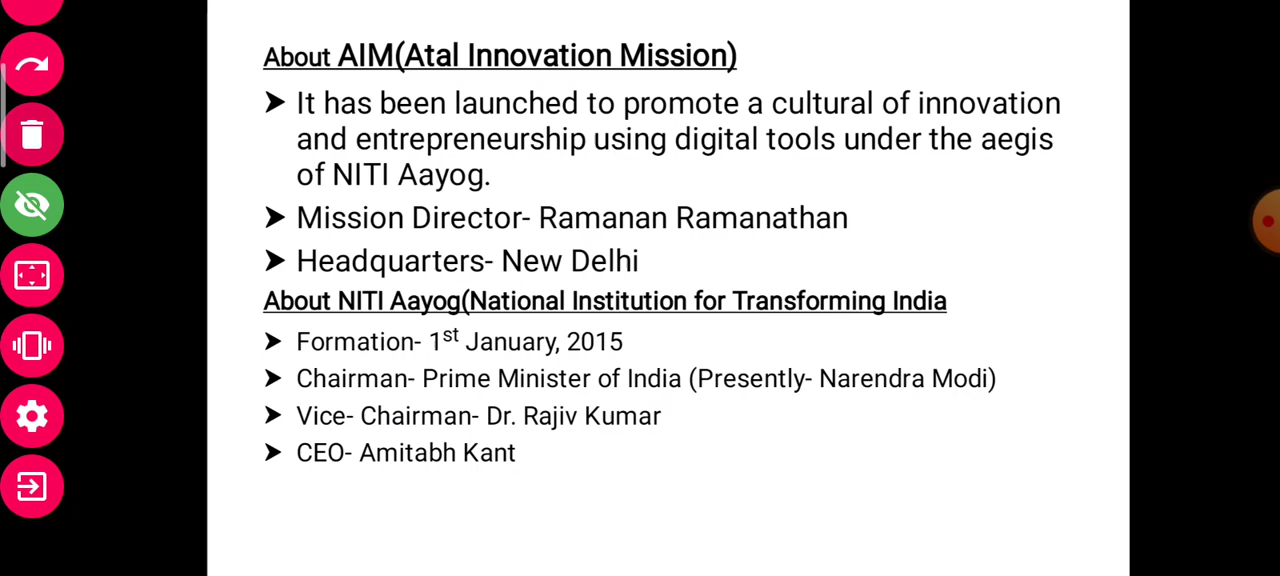 About AIM(Atal Innovation Mission)
➤ It has been launched to promote a cultural of innovation
and entrepreneurship using digital tools under the aegis
of NITI Aayog.
➤ Mission Director- Ramanan Ramanathan
➤ Headquarters- New Delhi
About NITI Aayog(National Institution for Transforming India
➤ Formation- 1st January, 2015
➤ Chairman- Prime Minister of India (Presently- Narendra Modi)
➤ Vice- Chairman- Dr. Rajiv Kumar
➤ CEO- Amitabh Kant